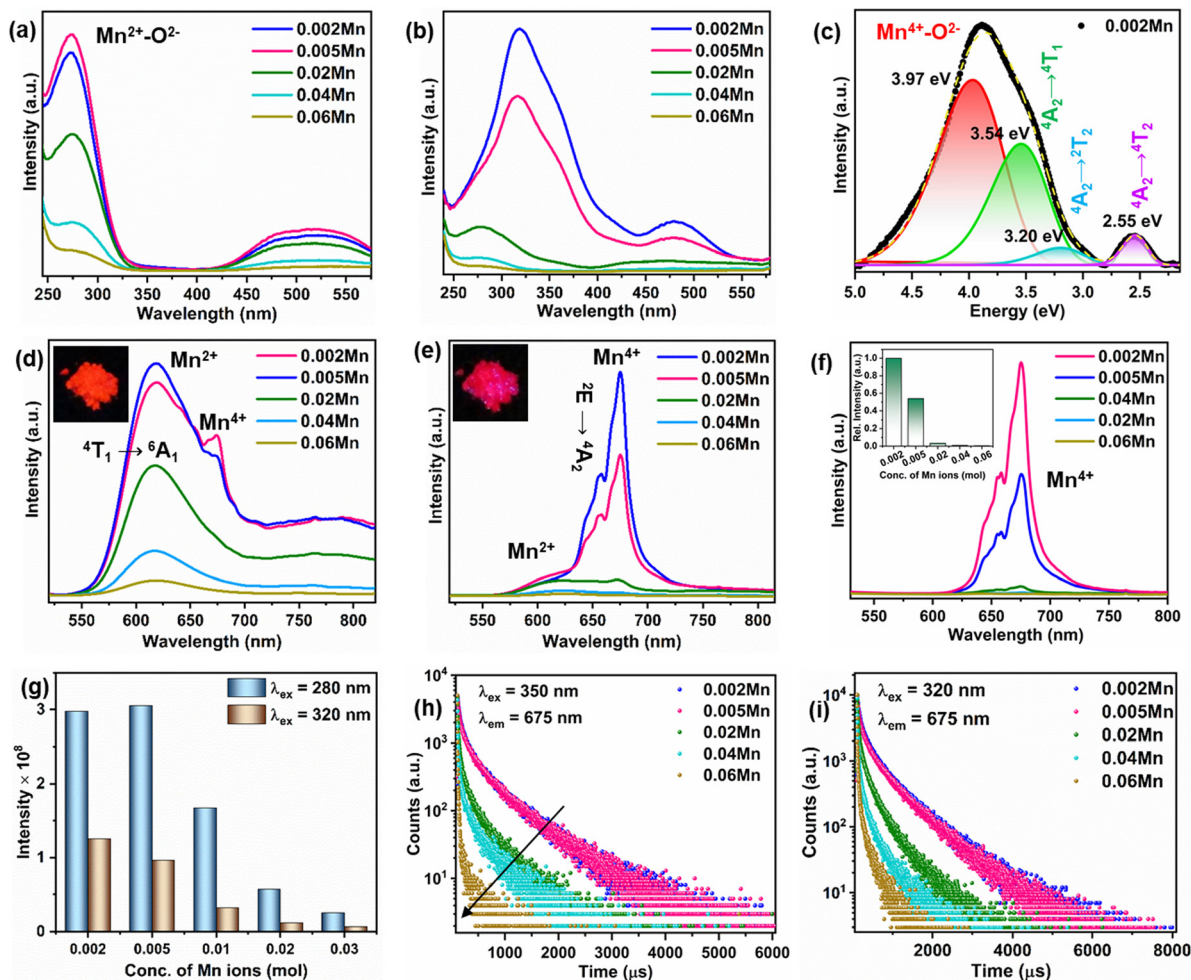 (a)
Mn²⁺-O²⁻
0.002Mn
0.005Mn
0.02Mn
0.04Mn
0.06Mn
Intensity (a.u.)
250 300 350 400 450 500 550
Wavelength (nm)
(b)
0.002Mn
0.005Mn
0.02Mn
0.04Mn
0.06Mn
Intensity (a.u.)
250 300 350 400 450 500 550
Wavelength (nm)
(c)
Mn⁴⁺-O²⁻
0.002Mn
3.97 eV
3.54 eV
3.20 eV
2.55 eV
⁴A₂→⁴T₁
⁴A₂→²T₂
⁴A₂→⁴T₂
Intensity (a.u.)
5.0 4.5 4.0 3.5 3.0 2.5
Energy (eV)
(d)
Mn²⁺
Mn⁴⁺
⁴T₁ → ⁶A₁
0.002Mn
0.005Mn
0.02Mn
0.04Mn
0.06Mn
Intensity (a.u.)
550 600 650 700 750 800
Wavelength (nm)
(e)
Mn⁴⁺
²E → ⁴A₂
Mn²⁺
0.002Mn
0.005Mn
0.02Mn
0.04Mn
0.06Mn
Intensity (a.u.)
550 600 650 700 750 800
Wavelength (nm)
(f)
Rel. Intensity (a.u.)
1.0
0.8
0.6
0.4
0.2
0.0
0.002 0.005 0.02 0.04 0.06
Conc. of Mn ions (mol)
0.002Mn
0.005Mn
0.04Mn
0.02Mn
0.06Mn
Mn⁴⁺
Intensity (a.u.)
550 600 650 700 750 800
Wavelength (nm)
(g)
λex = 280 nm
λex = 320 nm
Intensity × 10⁸
3
2
1
0
0.002 0.005 0.01 0.02 0.03
Conc. of Mn ions (mol)
(h)
λex = 350 nm
λem = 675 nm
0.002Mn
0.005Mn
0.02Mn
0.04Mn
0.06Mn
Counts (a.u.)
10⁴
10³
10²
10¹
1000 2000 3000 4000 5000 6000
Time (μs)
(i)
λex = 320 nm
λem = 675 nm
0.002Mn
0.005Mn
0.02Mn
0.04Mn
0.06Mn
Counts (a.u.)
10⁴
10³
10²
10¹
0 2000 4000 6000 8000
Time (μs)